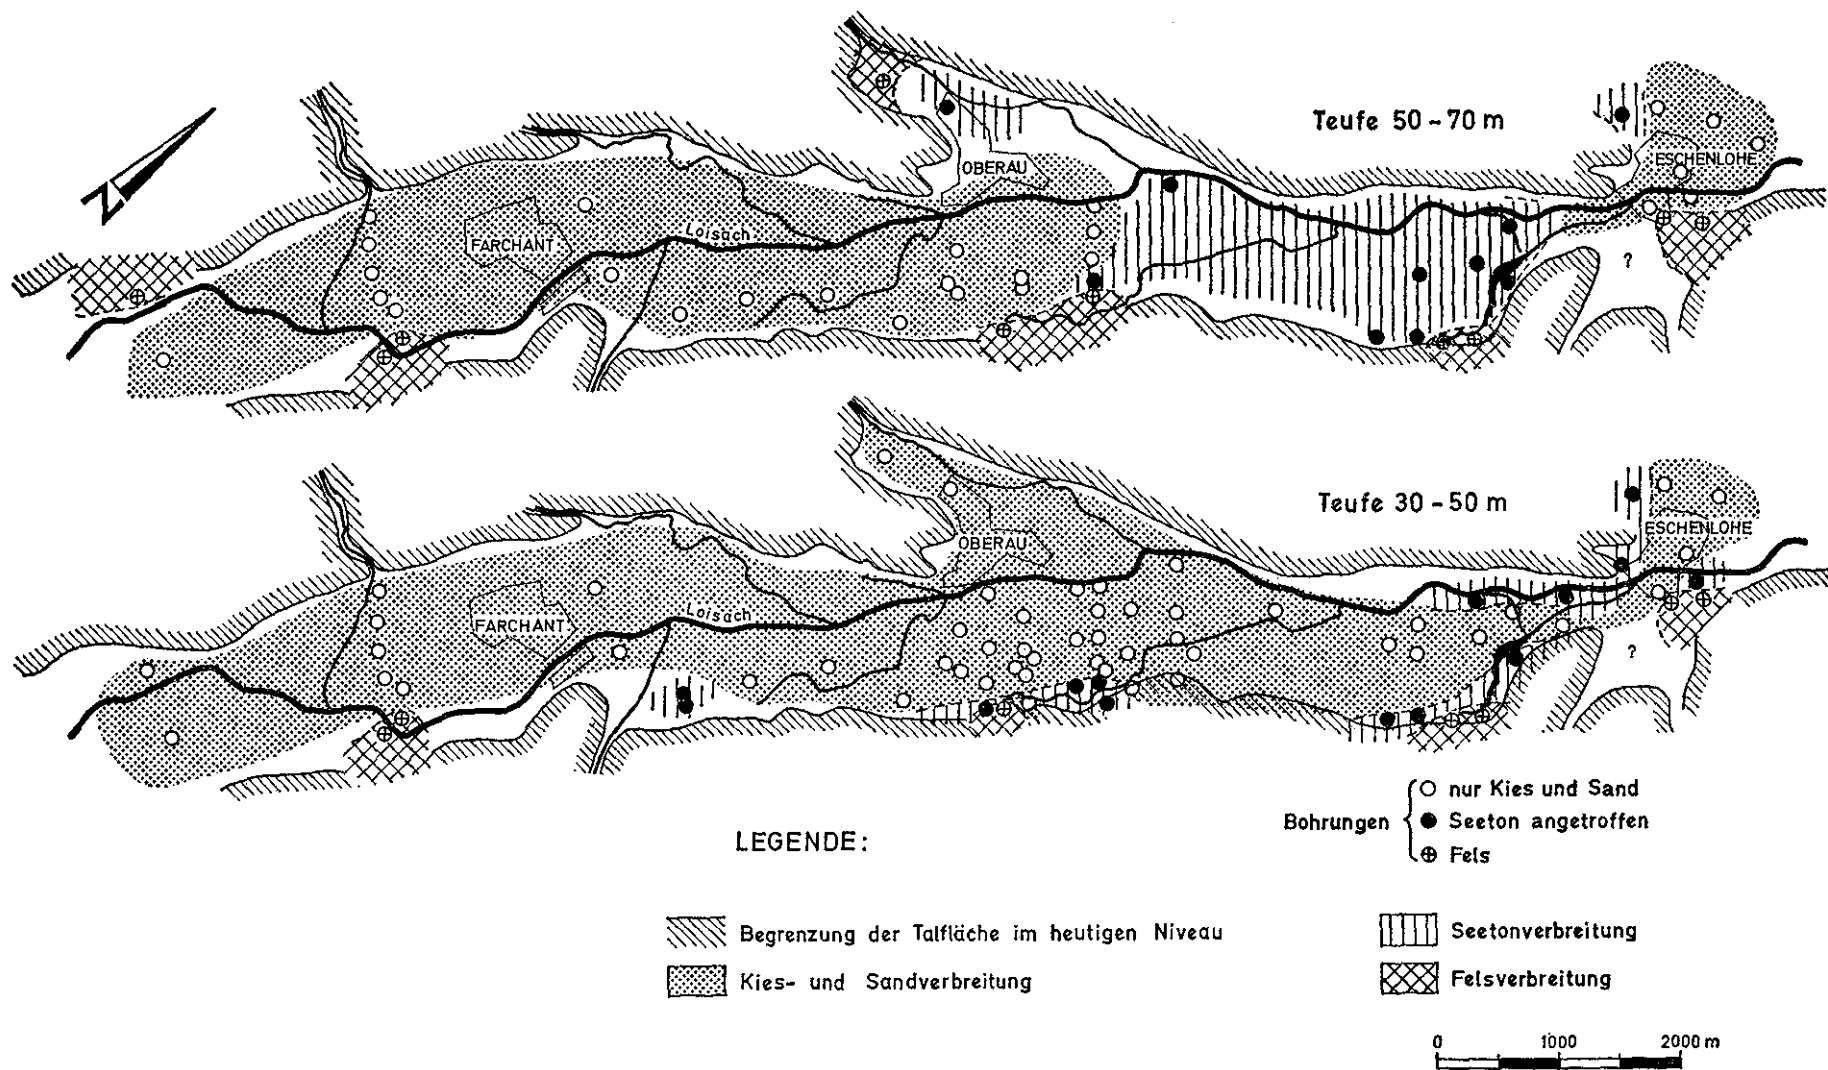 Teufe 50 - 70 m
OBERAU
ESCHENLOHE
FARCHANT
Loisach
?
N
Teufe 30 - 50 m
OBERAU
ESCHENLOHE
FARCHANT
Loisach
?
Bohrungen
nur Kies und Sand
Seeton angetroffen
Fels
LEGENDE:
Begrenzung der Talfläche im heutigen Niveau
Kies- und Sandverbreitung
Seetonverbreitung
Felsverbreitung
0 1000 2000 m